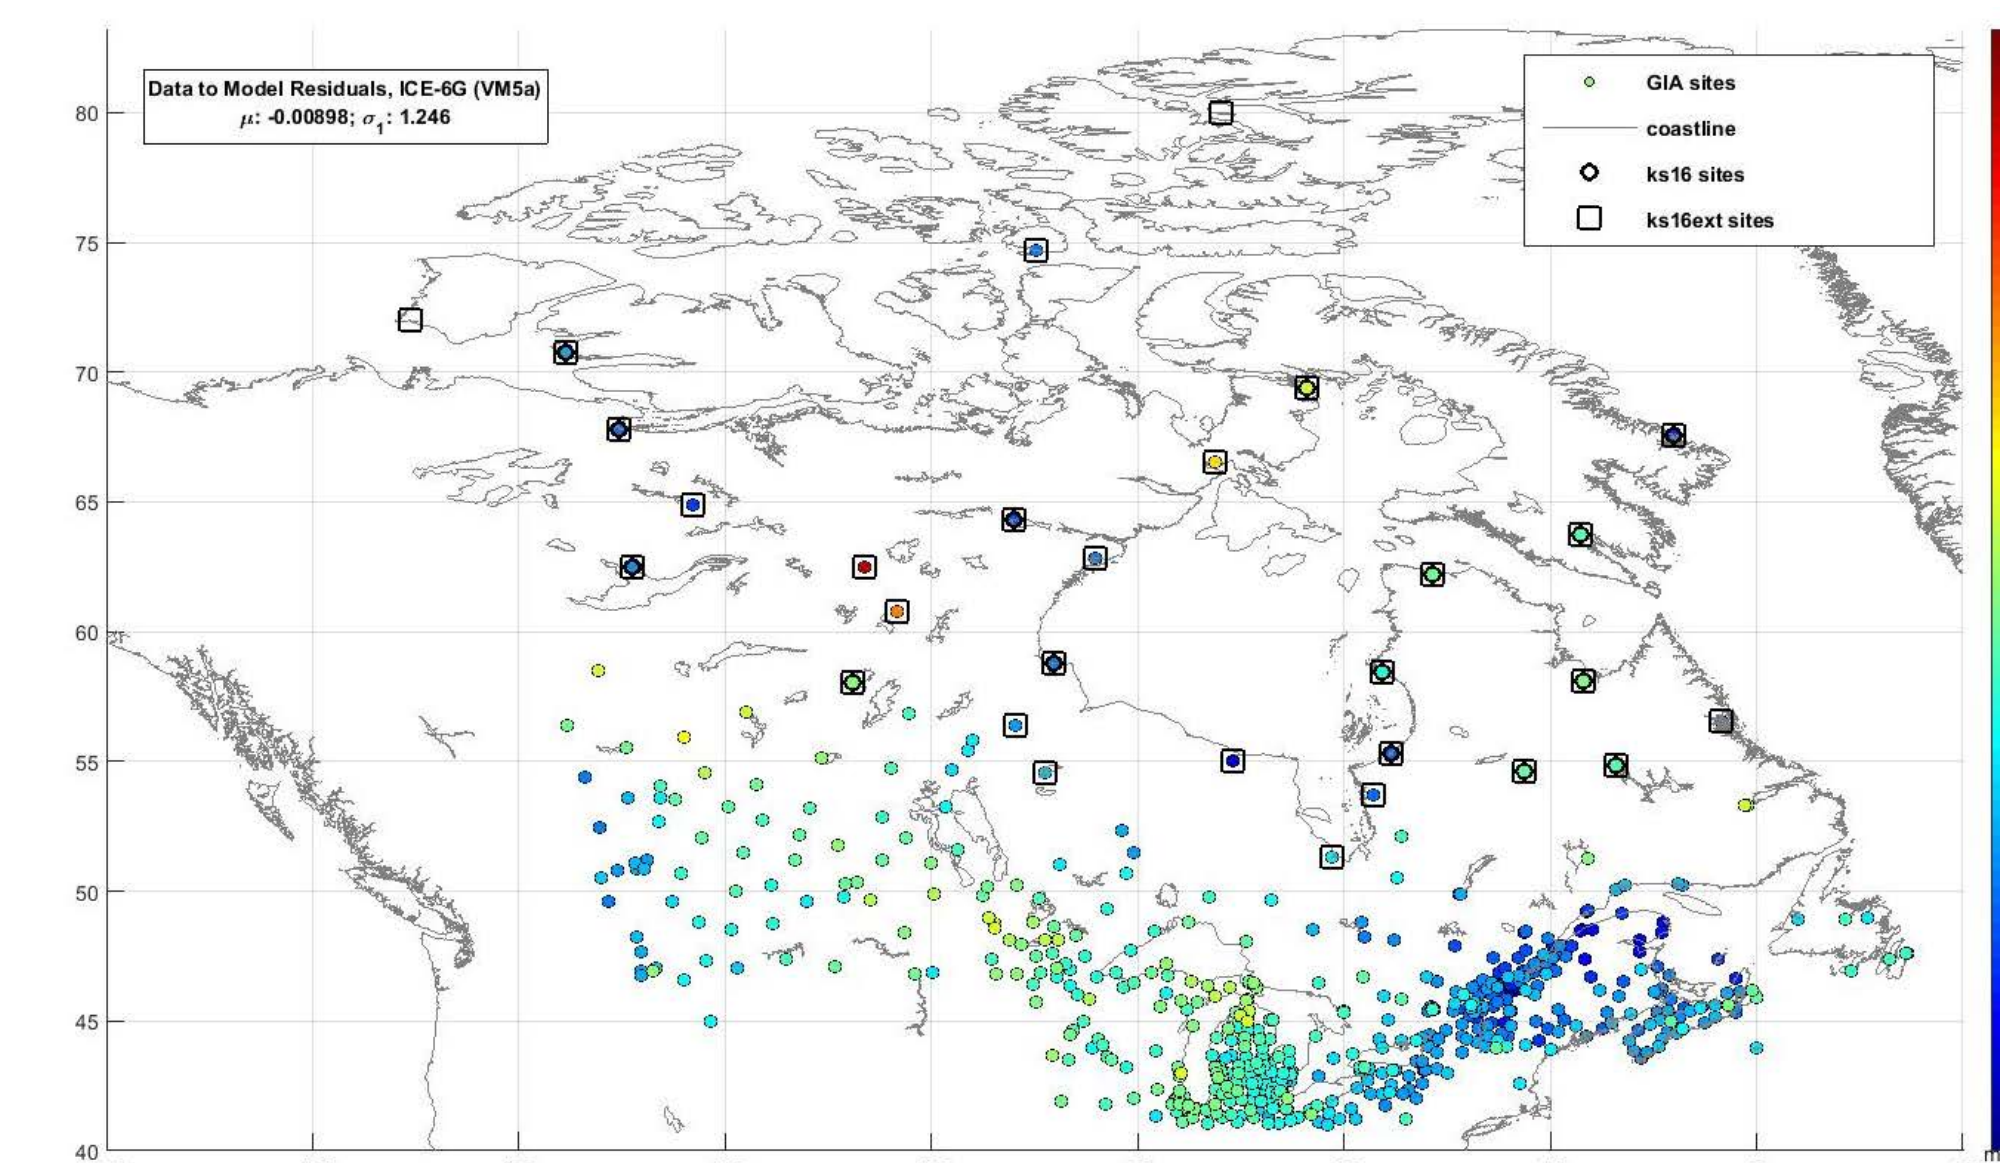 Data to Model Residuals, ICE-6G (VM5a)
μ: -0.00898; σ1: 1.246
GIA sites
coastline
ks16 sites
ks16ext sites
80
75
70
65
60
55
50
45
40